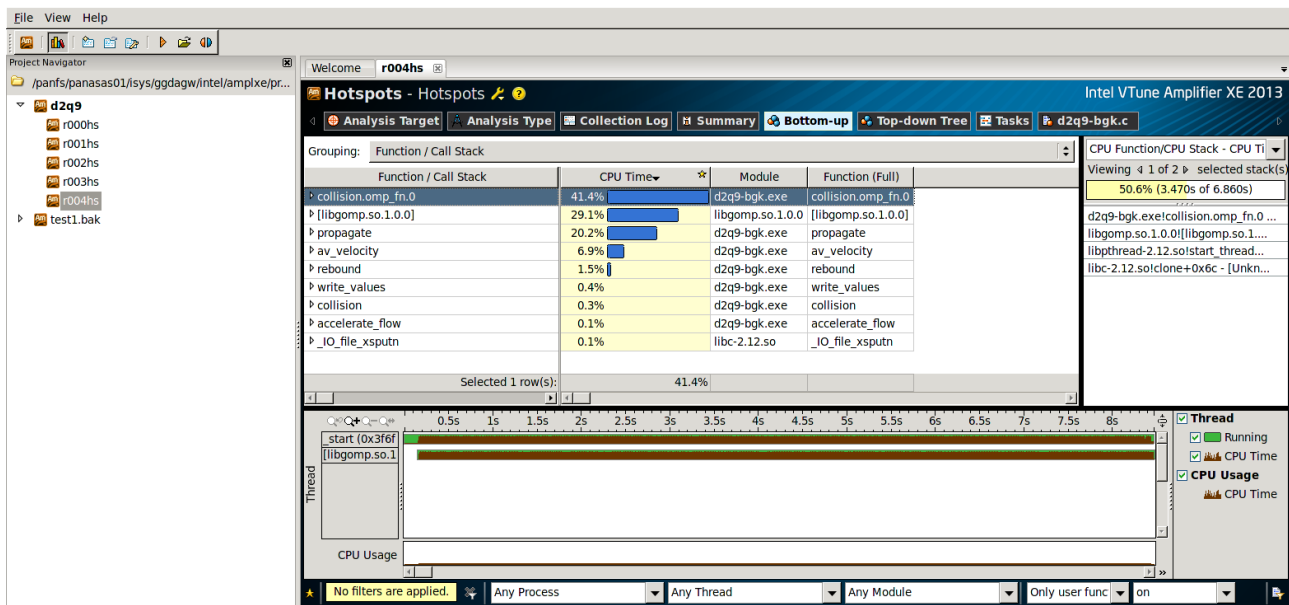 File View Help
Project Navigator
/panfs/panasas01/isys/ggdagw/intel/amplxe/pr...
d2q9
r000hs
r001hs
r002hs
r003hs
r004hs
test1.bak
Welcome r004hs
Hotspots - Hotspots Intel VTune Amplifier XE 2013
Analysis Target Analysis Type Collection Log Summary Bottom-up Top-down Tree Tasks d2q9-bgk.c
Grouping: Function / Call Stack
Function / Call Stack CPU Time Module Function (Full)
collision.omp_fn.0 41.4% d2q9-bgk.exe collision.omp_fn.0
[libgomp.so.1.0.0] 29.1% libgomp.so.1.0.0 [libgomp.so.1.0.0]
propagate 20.2% d2q9-bgk.exe propagate
av_velocity 6.9% d2q9-bgk.exe av_velocity
rebound 1.5% d2q9-bgk.exe rebound
write_values 0.4% d2q9-bgk.exe write_values
collision 0.3% d2q9-bgk.exe collision
accelerate_flow 0.1% d2q9-bgk.exe accelerate_flow
_IO_file_xsputn 0.1% libc-2.12.so _IO_file_xsputn
Selected 1 row(s): 41.4%
CPU Function/CPU Stack - CPU Ti
Viewing 1 of 2 selected stack(s)
50.6% (3.470s of 6.860s)
d2q9-bgk.exe!collision.omp_fn.0 ...
libgomp.so.1.0.0![libgomp.so.1....
libpthread-2.12.so!start_thread...
libc-2.12.so!clone+0x6c - [Unkn...
0.5s 1s 1.5s 2s 2.5s 3s 3.5s 4s 4.5s 5s 5.5s 6s 6.5s 7s 7.5s 8s
Thread
_start (0x3f6f
[libgomp.so.1
CPU Usage
Thread
Running
CPU Time
CPU Usage
CPU Time
No filters are applied. Any Process Any Thread Any Module Only user func on